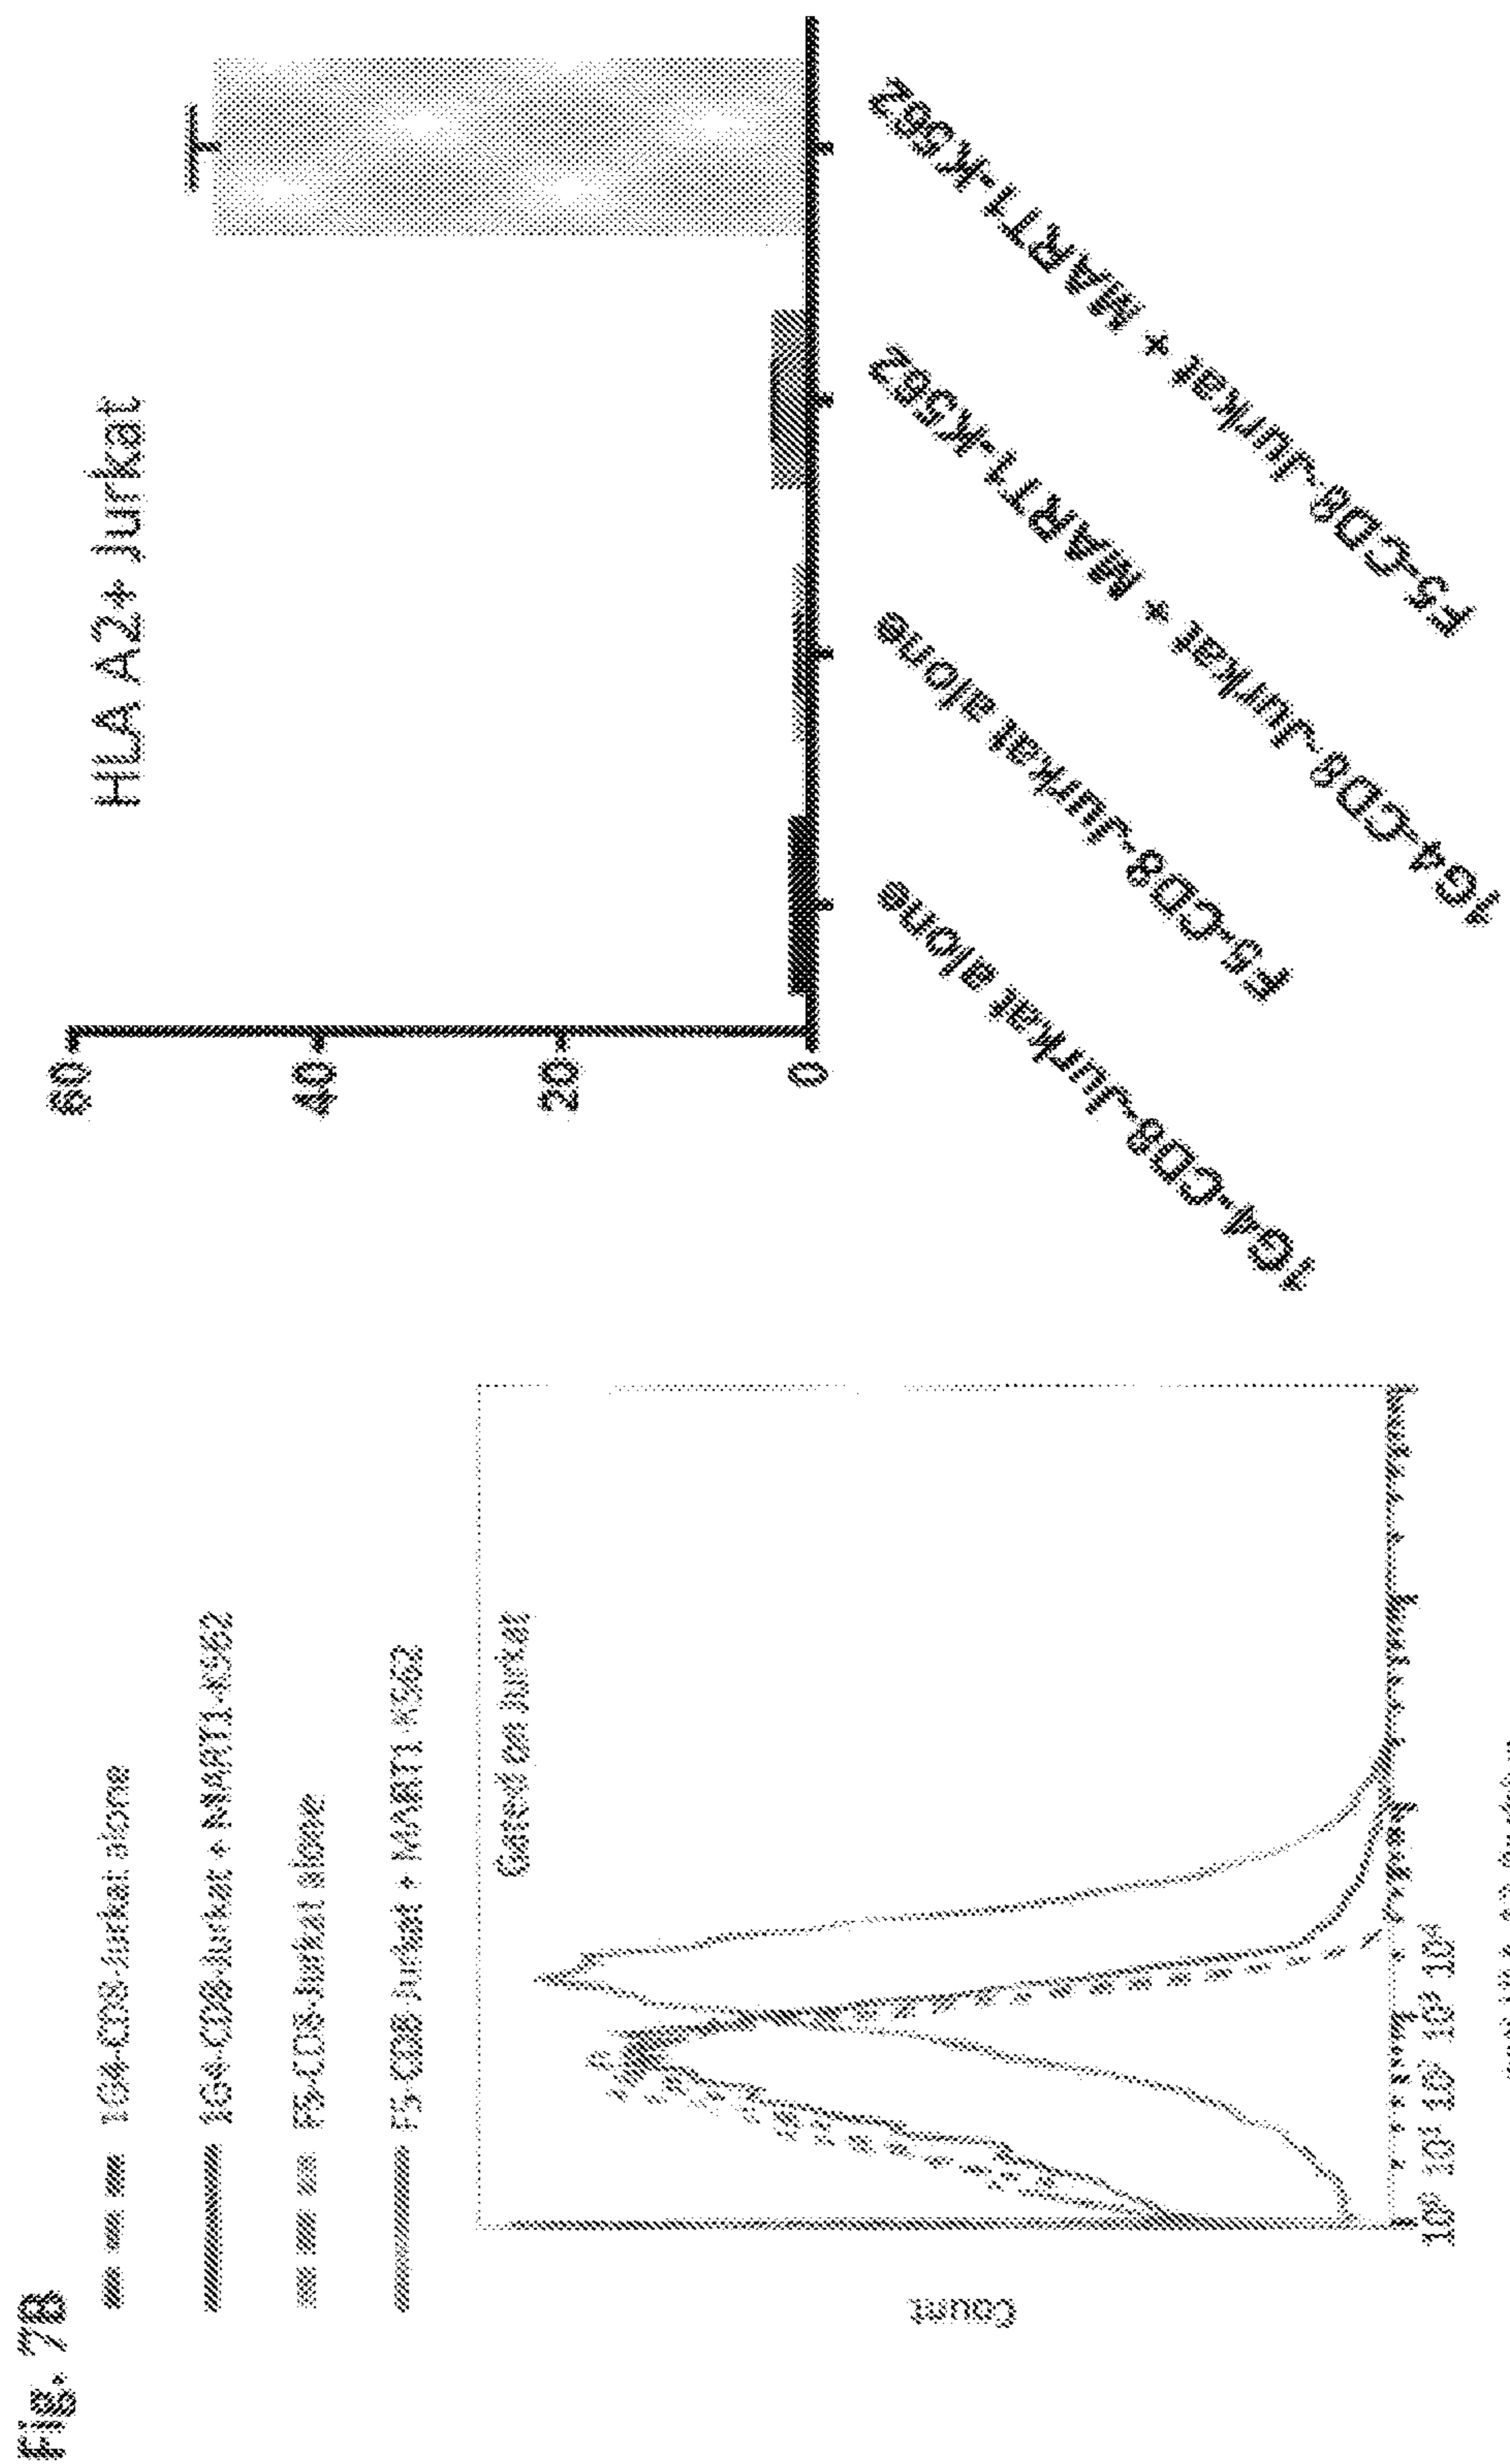 Fig. 7B
1G4-CD8-Jurkat alone
1G4-CD8-Jurkat + MART1-K562
F5-CD8-Jurkat alone
F5-CD8-Jurkat + MART1-K562
Gated on Jurkat
Count
HLA A2+ Jurkat
60
40
20
0
1G4-CD8-Jurkat alone
F5-CD8-Jurkat alone
1G4-CD8-Jurkat + MART1-K562
F5-CD8-Jurkat + MART1-K562